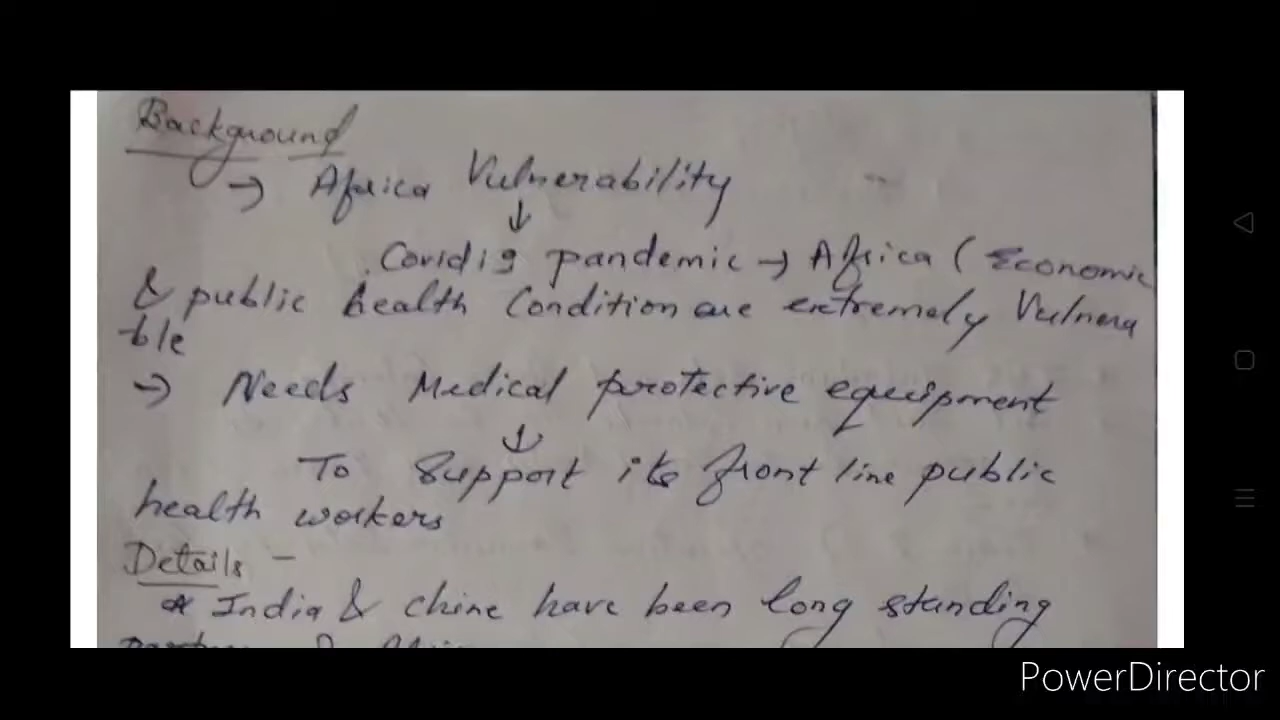 Background
→ Africa Vulnerability
↓
Covid19 pandemic → Africa (Economic
& public health Condition are extremely Vulnera
ble
→ Needs Medical protective equipment
↓
To Support its front line public
health workers
Details -
* India & chine have been long standing
PowerDirector